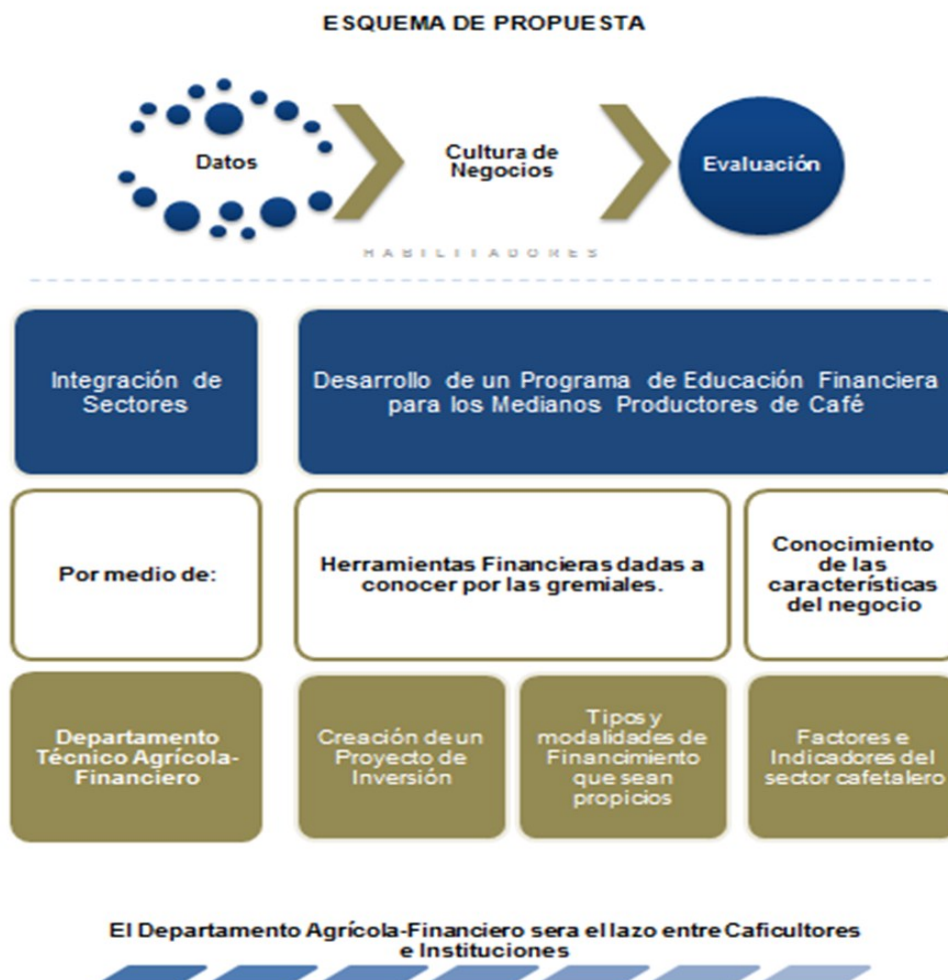 ESQUEMA DE PROPUESTA
Datos
Cultura de
Negocios
Evaluación
HABILITADORES
Integración de
Sectores
Desarrollo de un Programa de Educación Financiera
para los Medianos Productores de Café
Por medio de:
Herramientas Financieras dadas a
conocer por las gremiales.
Conocimiento
de las
características
del negocio
Departamento
Técnico Agrícola-
Financiero
Creación de un
Proyecto de
Inversión
Tipos y
modalidades de
Financimiento
que sean
propicios
Factores e
Indicadores del
sector cafetalero
El Departamento Agrícola-Financiero sera el lazo entre Caficultores
e Instituciones